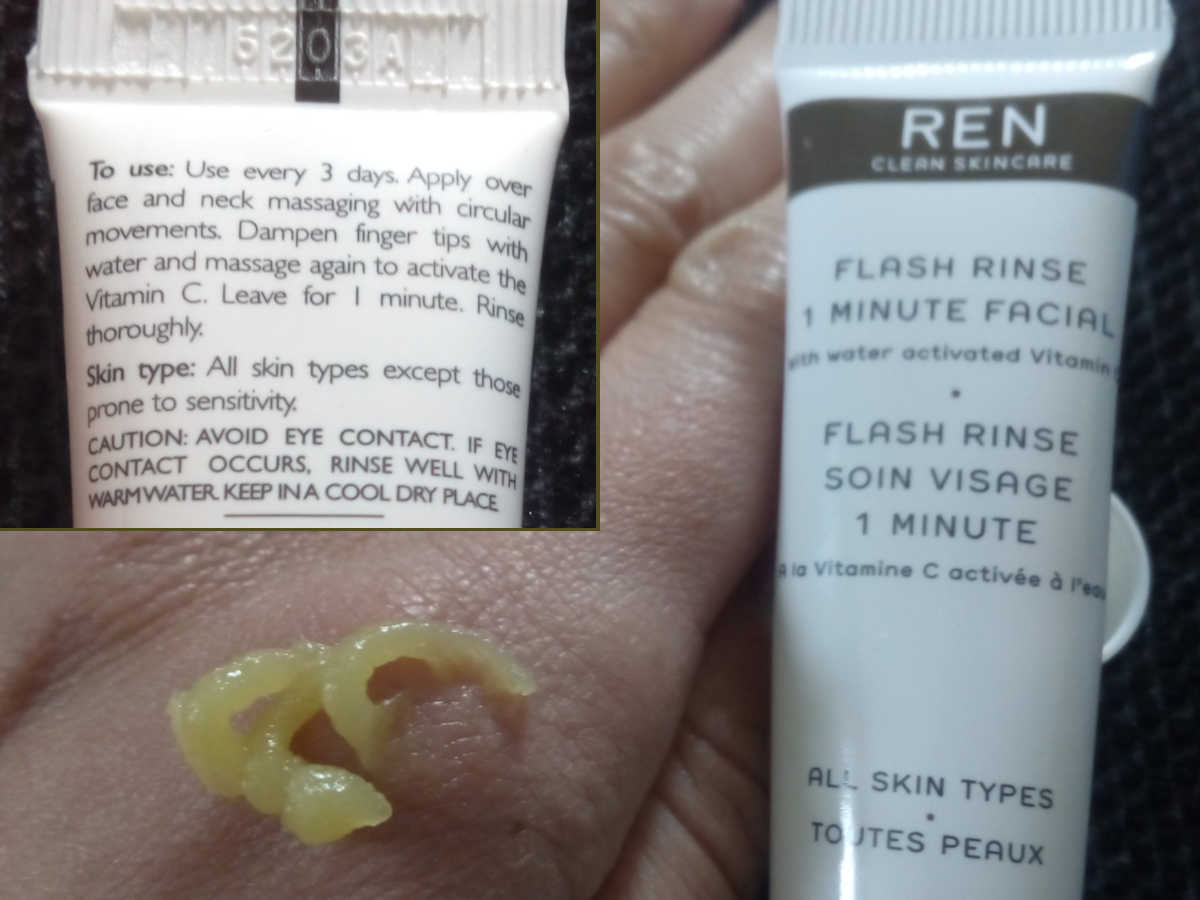 5203A
To use: Use every 3 days. Apply over
face and neck massaging with circular
movements. Dampen finger tips with
water and massage again to activate the
Vitamin C. Leave for 1 minute. Rinse
thoroughly.
Skin type: All skin types except those
prone to sensitivity.
CAUTION: AVOID EYE CONTACT. IF EYE
CONTACT OCCURS, RINSE WELL WITH
WARM WATER. KEEP IN A COOL DRY PLACE
REN
CLEAN SKINCARE
FLASH RINSE
1 MINUTE FACIAL
with water activated Vitamin
FLASH RINSE
SOIN VISAGE
1 MINUTE
A la Vitamine C activée à l'eau
ALL SKIN TYPES
TOUTES PEAUX